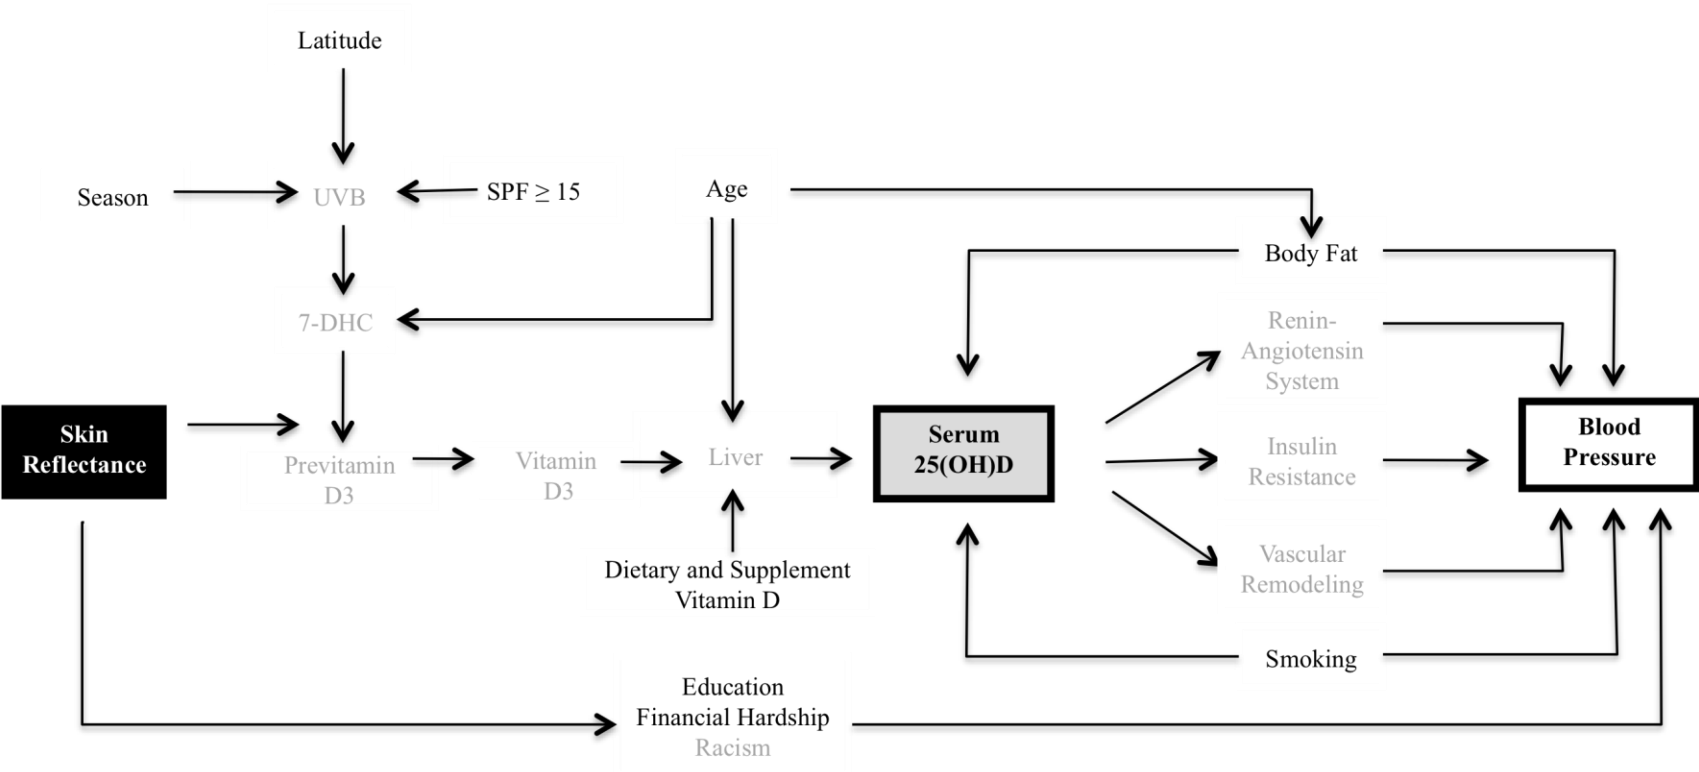 Latitude
Season
UVB
SPF ≥ 15
Age
Body Fat
7-DHC
Renin-
Angiotensin
System
Skin
Reflectance
Previtamin
D3
Vitamin
D3
Liver
Serum
25(OH)D
Insulin
Resistance
Blood
Pressure
Dietary and Supplement
Vitamin D
Vascular
Remodeling
Smoking
Education
Financial Hardship
Racism